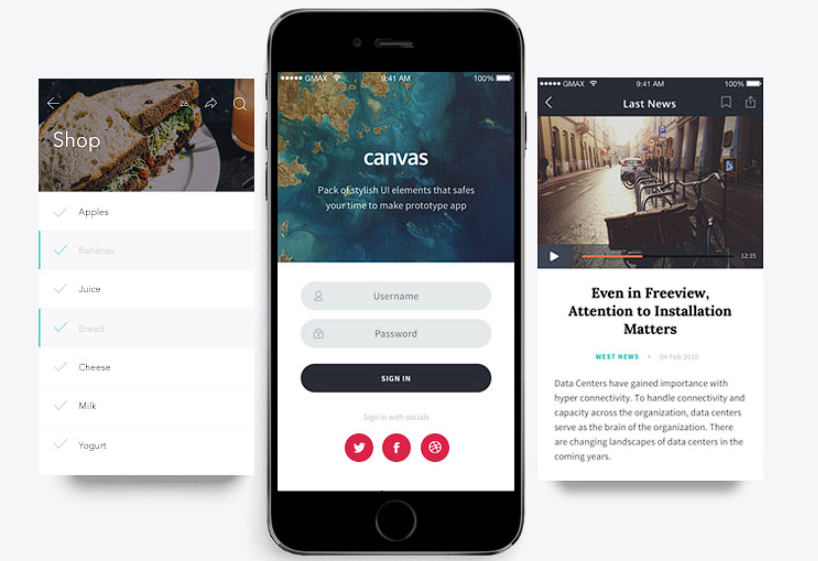 26
Shop
Apples
Bananas
Juice
Bread
Cheese
Milk
Yogurt
GMAX
9:41 AM
100%
canvas
Pack of stylish UI elements that safes
your time to make prototype app
Username
Password
SIGN IN
Sign in with socials
GMAX
9:41 AM
100%
Last News
12:35
Even in Freeview,
Attention to Installation
Matters
WEST NEWS • 04 Feb 2016
Data Centers have gained importance with
hyper connectivity. To handle connectivity and
capacity across the organization, data centers
serve as the brain of the organization. There
are changing landscapes of data centers in the
coming years.